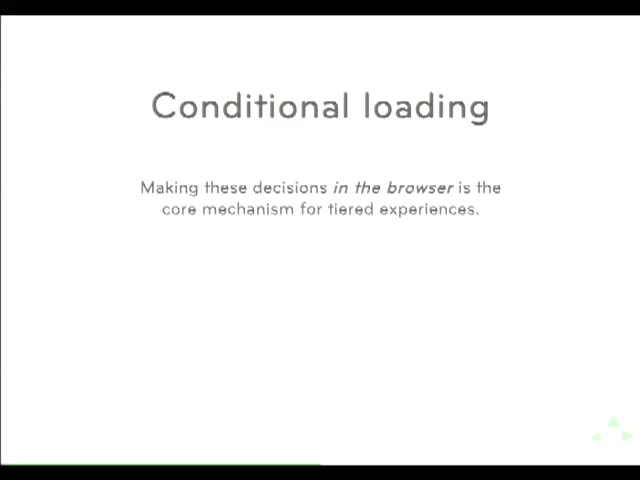 Conditional loading
Making these decisions in the browser is the
core mechanism for tiered experiences.